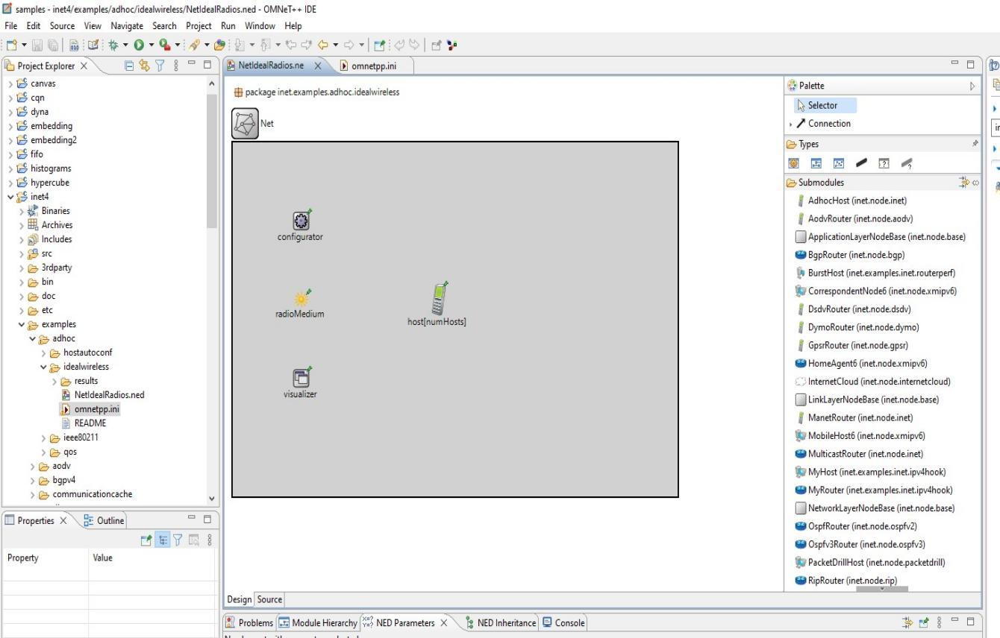 samples - inet4/examples/adhoc/idealwireless/NetIdealRadios.ned - OMNeT++ IDE
File Edit Source View Navigate Search Project Run Window Help
Project Explorer
canvas
cqn
dyna
embedding
embedding2
fifo
histograms
hypercube
inet4
Binaries
Archives
Includes
src
3rdparty
bin
doc
etc
examples
adhoc
hostautoconf
idealwireless
results
NetIdealRadios.ned
omnetpp.ini
README
ieee80211
qos
aodv
bgpv4
communicationcache
Properties Outline
Property Value
NetIdealRadios.ne omnetpp.ini
package inet.examples.adhoc.idealwireless
Net
configurator
radioMedium
host[numHosts]
visualizer
Design Source
Palette
Selector
Connection
Types
Submodules
AdhocHost (inet.node.inet)
AodvRouter (inet.node.aodv)
ApplicationLayerNodeBase (inet.node.base)
BgpRouter (inet.node.bgp)
BurstHost (inet.examples.inet.routerperf)
CorrespondentNode6 (inet.node.xmipv6)
DsdvRouter (inet.node.dsdv)
DymoRouter (inet.node.dymo)
GpsrRouter (inet.node.gpsr)
HomeAgent6 (inet.node.xmipv6)
InternetCloud (inet.node.internetcloud)
LinkLayerNodeBase (inet.node.base)
ManetRouter (inet.node.inet)
MobileHost6 (inet.node.xmipv6)
MulticastRouter (inet.node.inet)
MyHost (inet.examples.inet.ipv4hook)
MyRouter (inet.examples.inet.ipv4hook)
NetworkLayerNodeBase (inet.node.base)
OspfRouter (inet.node.ospfv2)
Ospfv3Router (inet.node.ospfv3)
PacketDrillHost (inet.node.packetdrill)
RipRouter (inet.node.rip)
Problems Module Hierarchy NED Parameters NED Inheritance Console